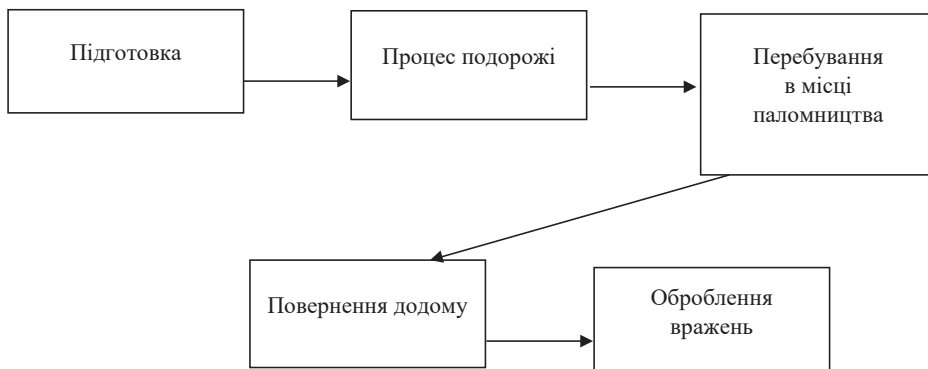 Підготовка
Процес подорожі
Перебування
в місці
паломництва
Повернення додому
Оброблення
вражень